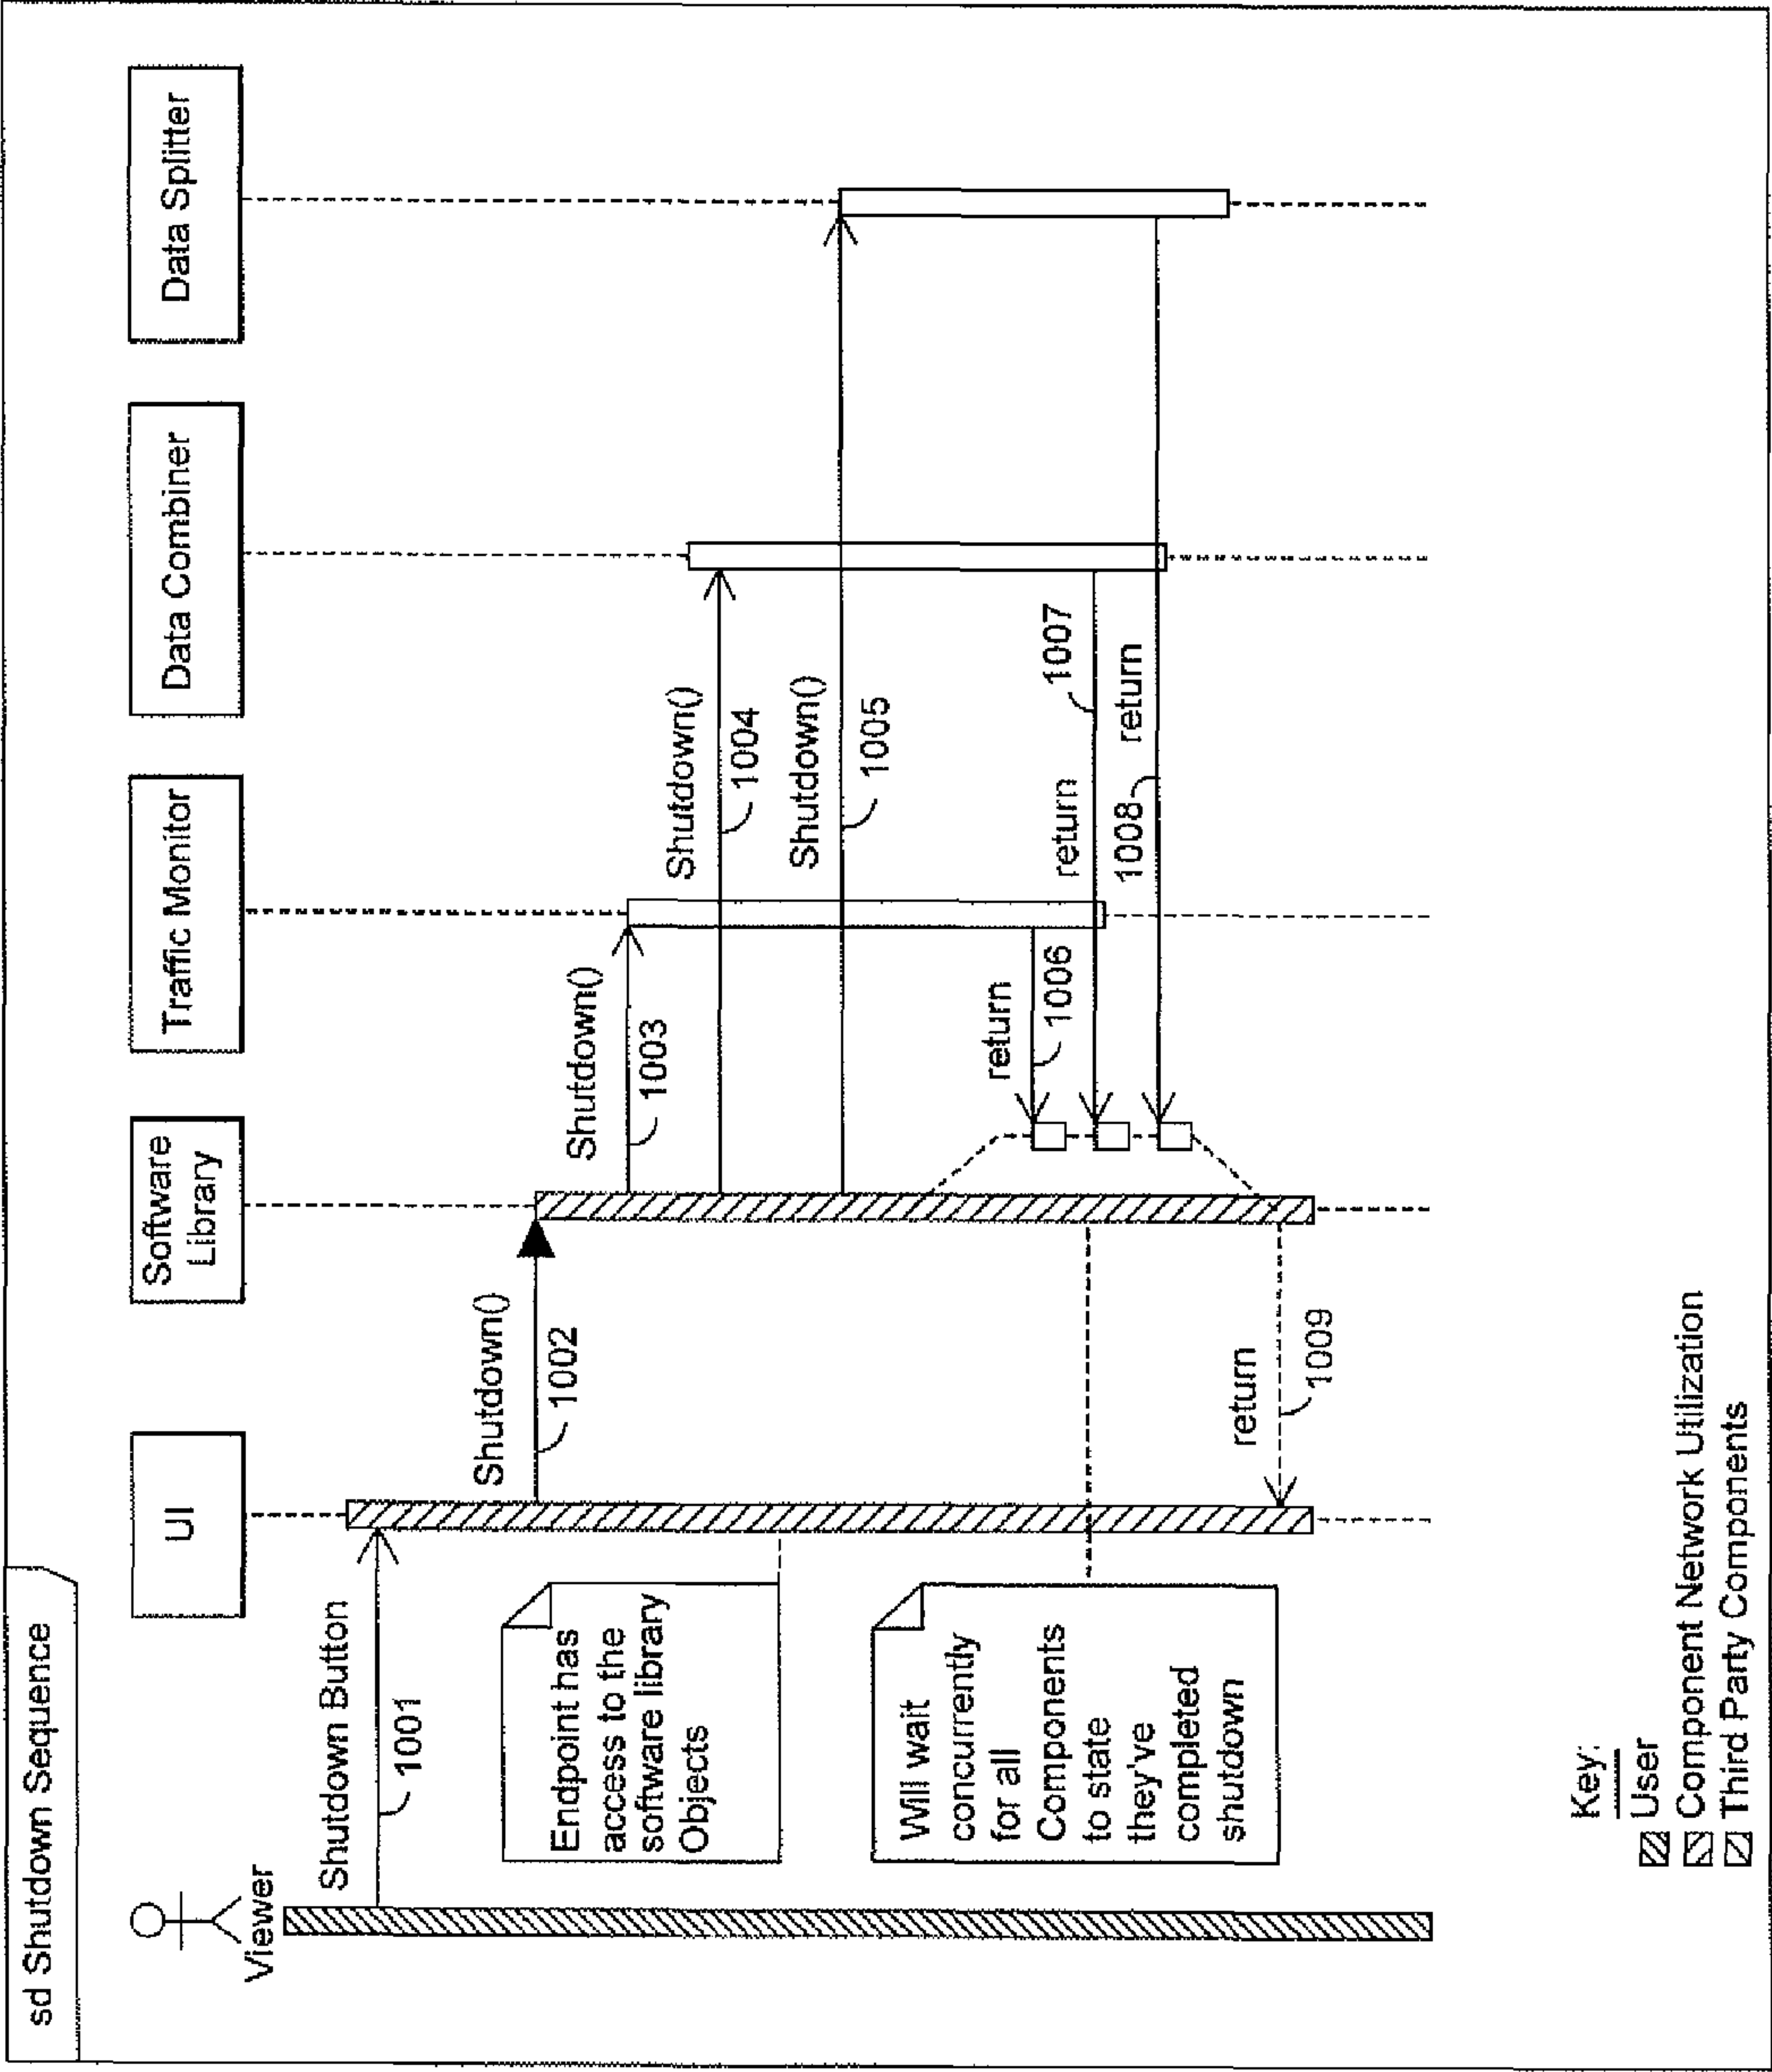 sd Shutdown Sequence
Viewer
UI
Software
Library
Traffic Monitor
Data Combiner
Data Splitter
Shutdown Button
1001
Shutdown()
1002
Shutdown()
1003
Shutdown()
1004
Shutdown()
1005
Endpoint has
access to the
software library
Objects
Will wait
concurrently
for all
Components
to state
they've
completed
shutdown
return
1006
return
1007
1008
return
return
1009
Key:
User
Component Network Utilization
Third Party Components